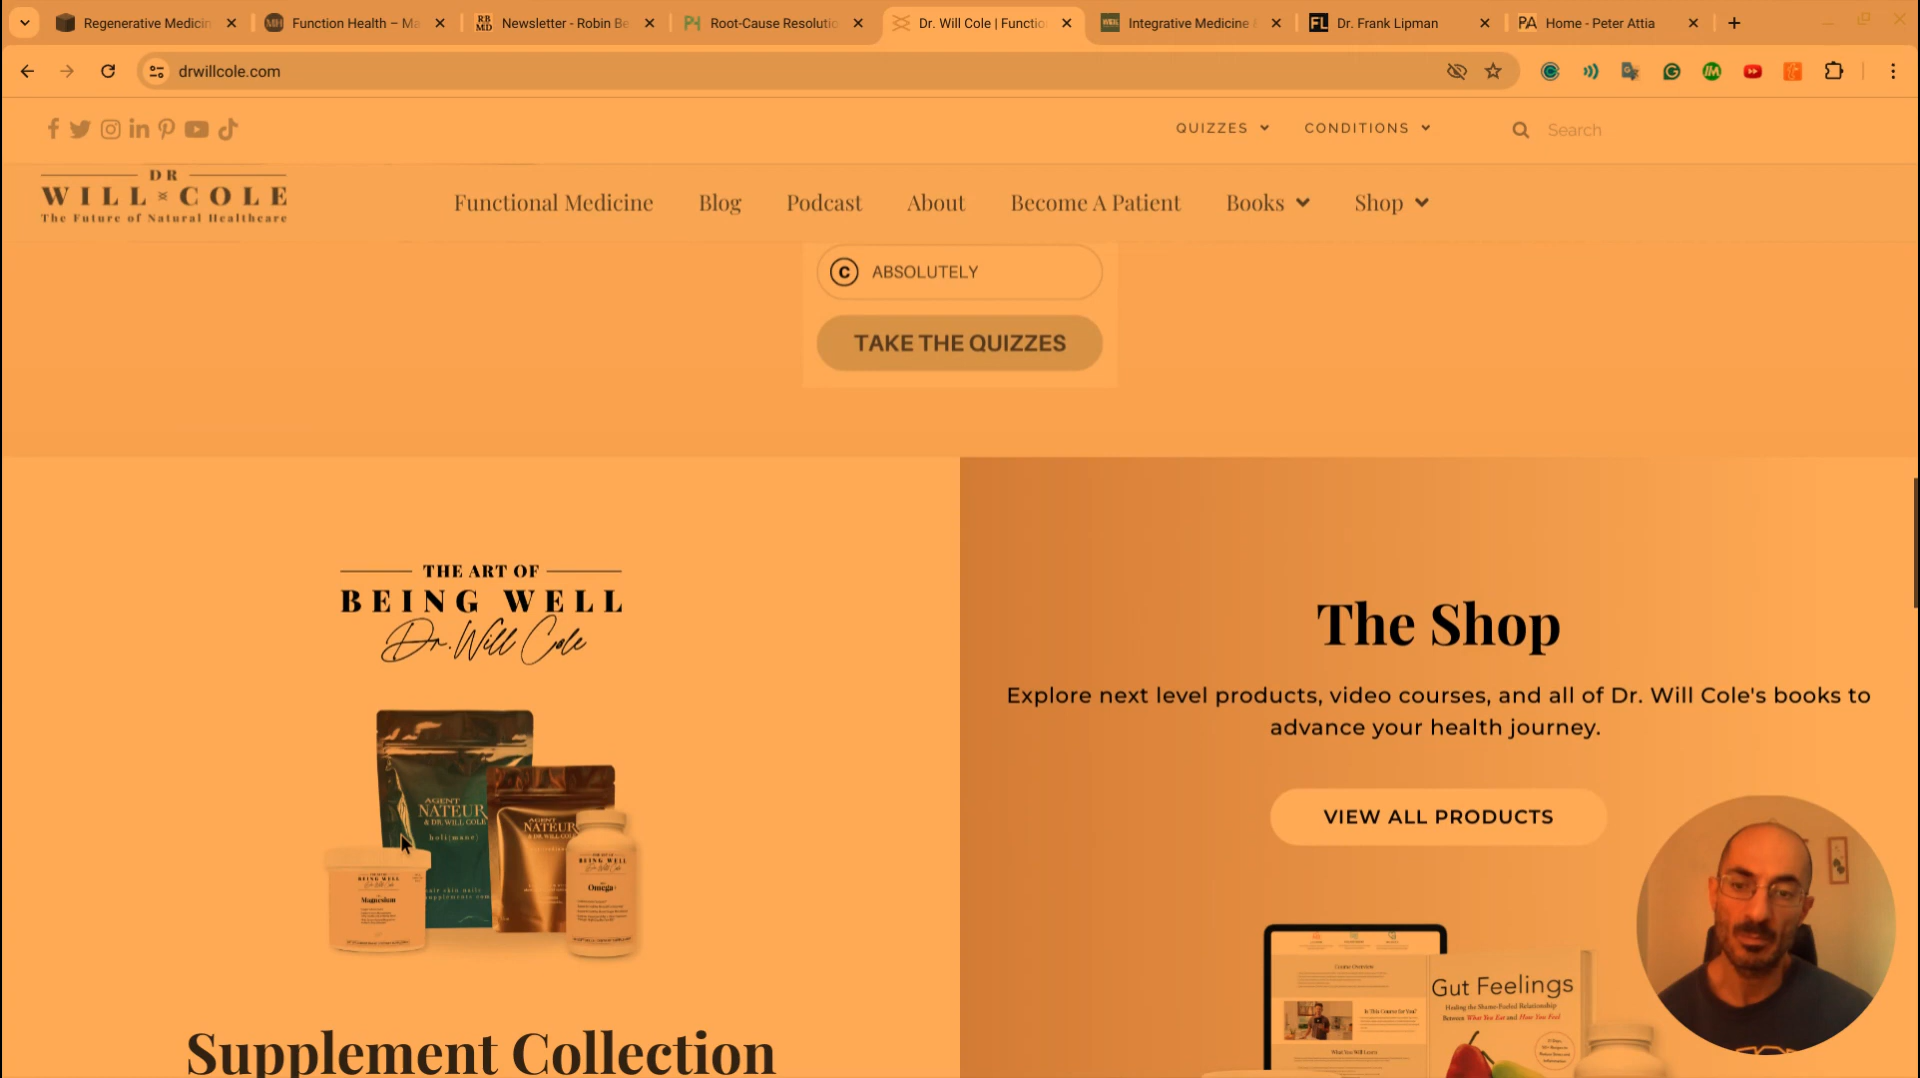 Regenerative Medicin
Function Health – Ma
Newsletter - Robin Be
Root-Cause Resolutio
Dr. Will Cole | Functio
Integrative Medicine &
Dr. Frank Lipman
Home - Peter Attia
drwillcole.com
QUIZZES
CONDITIONS
Search
DR
WILL COLE
The Future of Natural Healthcare
Functional Medicine
Blog
Podcast
About
Become A Patient
Books
Shop
C ABSOLUTELY
TAKE THE QUIZZES
THE ART OF
BEING WELL
Dr. Will Cole
AGENT
NATEUR
& DR. WILL COLE
holi(mane)
AGENT
NATEUR
& DR. WILL COLE
BEING WELL
Magnesium
BEING WELL
Omega+
Supplement Collection
The Shop
Explore next level products, video courses, and all of Dr. Will Cole's books to
advance your health journey.
VIEW ALL PRODUCTS
Course Overview
Is This Course for You?
What You Will Learn
Gut Feelings
Healing the Shame-Fueled Relationship
Between What You Eat and How You Feel